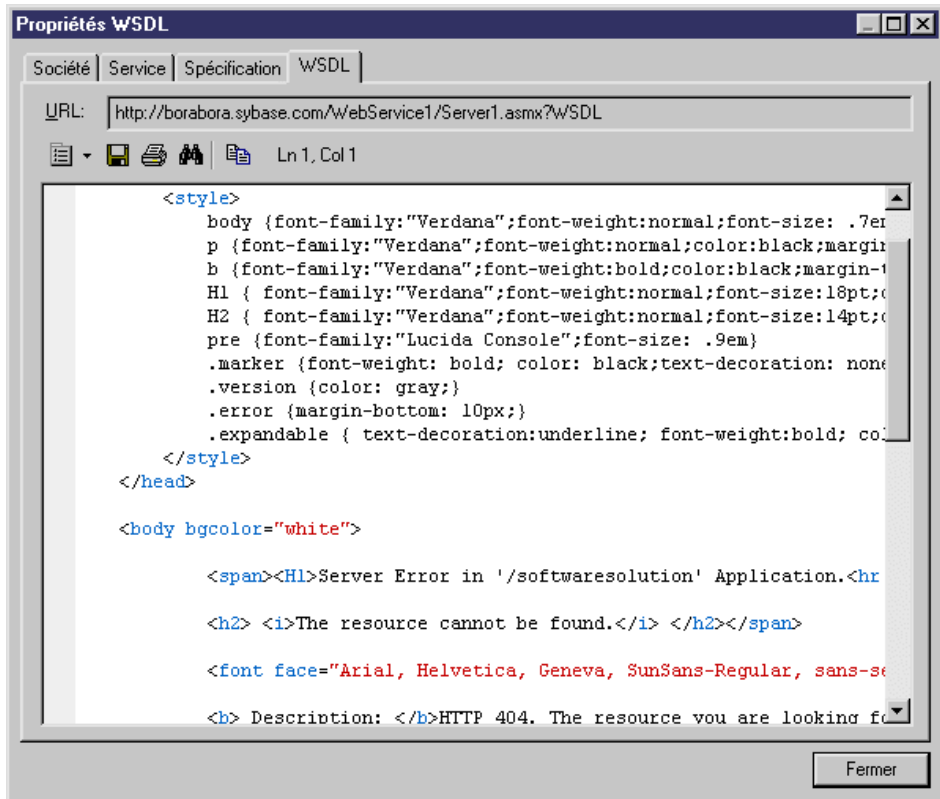 Propriétés WSDL
Société Service Spécification WSDL
URL: http://borabora.sybase.com/WebService1/Server1.asmx?WSDL
Ln 1, Col 1
<style>
body {font-family:"Verdana";font-weight:normal;font-size: .7em
p {font-family:"Verdana";font-weight:normal;color:black;margin
b {font-family:"Verdana";font-weight:bold;color:black;margin-t
H1 { font-family:"Verdana";font-weight:normal;font-size:18pt;c
H2 { font-family:"Verdana";font-weight:normal;font-size:14pt;c
pre {font-family:"Lucida Console";font-size: .9em}
.marker {font-weight: bold; color: black;text-decoration: none
.version {color: gray;}
.error {margin-bottom: 10px;}
.expandable { text-decoration:underline; font-weight:bold; col
</style>
</head>
<body bgcolor="white">
<span><H1>Server Error in '/softwaresolution' Application.<hr
<h2> <i>The resource cannot be found.</i> </h2></span>
<font face="Arial, Helvetica, Geneva, SunSans-Regular, sans-se
<b> Description: </b>HTTP 404. The resource you are looking fo
Fermer